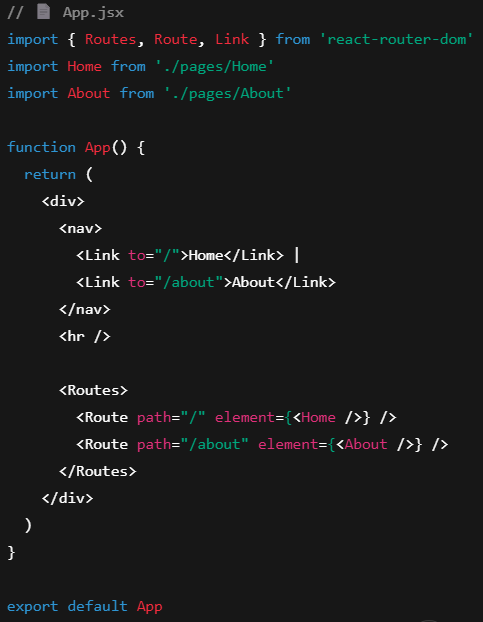 // 📄 App.jsx
import { Routes, Route, Link } from 'react-router-dom'
import Home from './pages/Home'
import About from './pages/About'

function App() {
  return (
    <div>
      <nav>
        <Link to="/">Home</Link> |
        <Link to="/about">About</Link>
      </nav>
      <hr />

      <Routes>
        <Route path="/" element={<Home />} />
        <Route path="/about" element={<About />} />
      </Routes>
    </div>
  )
}

export default App